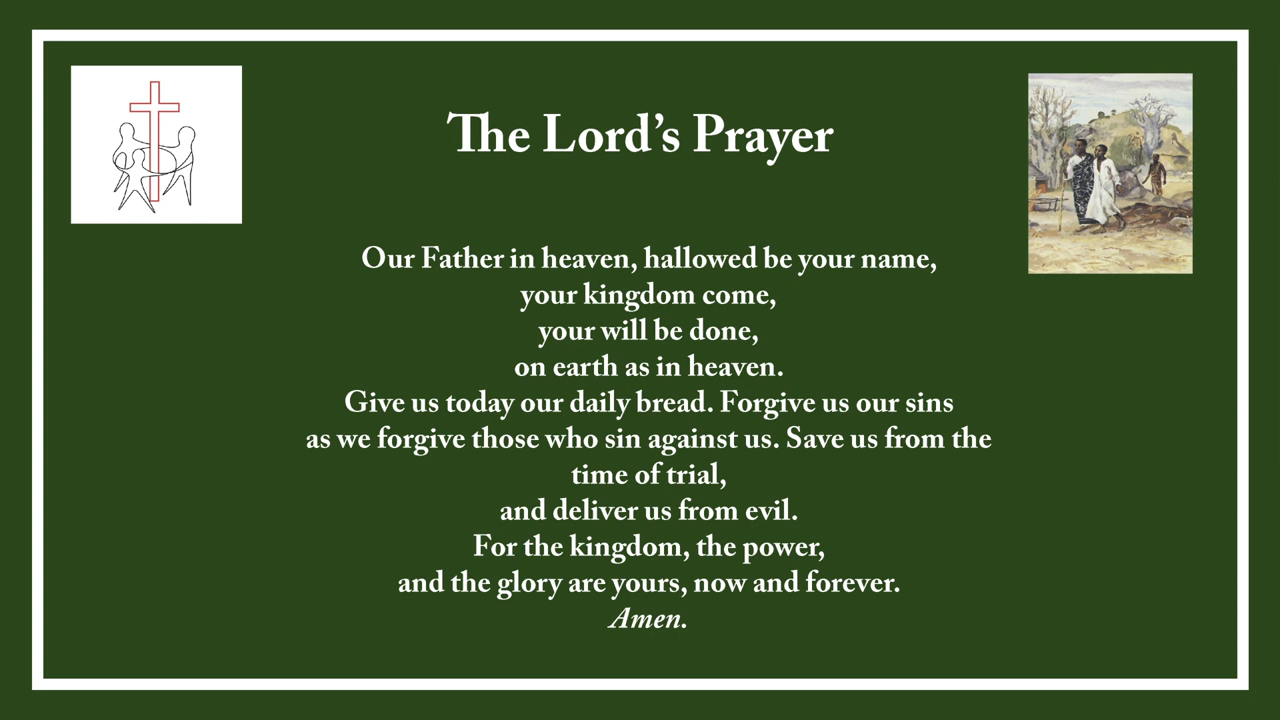 The Lord’s Prayer
Our Father in heaven, hallowed be your name,
your kingdom come,
your will be done,
on earth as in heaven.
Give us today our daily bread. Forgive us our sins
as we forgive those who sin against us. Save us from the
time of trial,
and deliver us from evil.
For the kingdom, the power,
and the glory are yours, now and forever.
Amen.